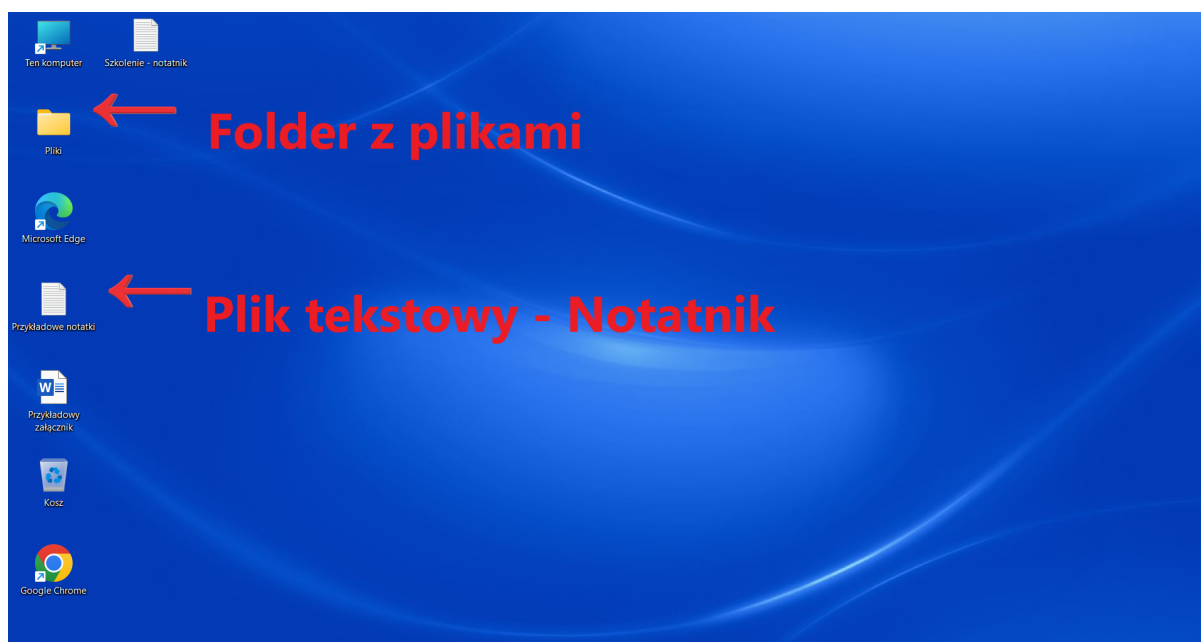 Ten komputer
Szkolenie - notatnik
Folder z plikami
Pliki
Microsoft Edge
Plik tekstowy - Notatnik
Przykładowe notatki
W
Przykładowy
załącznik
Kosz
Google Chrome